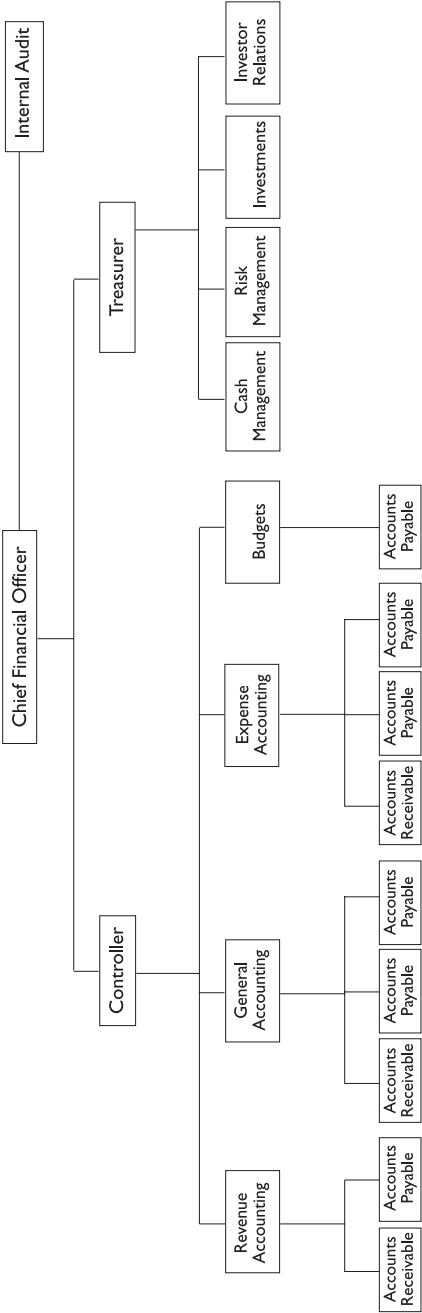 Chief Financial Officer
Internal Audit
Controller
Treasurer
Revenue
Accounting
General
Accounting
Expense
Accounting
Budgets
Cash
Management
Risk
Management
Investments
Investor
Relations
Accounts
Receivable
Accounts
Payable
Accounts
Receivable
Accounts
Payable
Accounts
Payable
Accounts
Receivable
Accounts
Payable
Accounts
Payable
Accounts
Payable